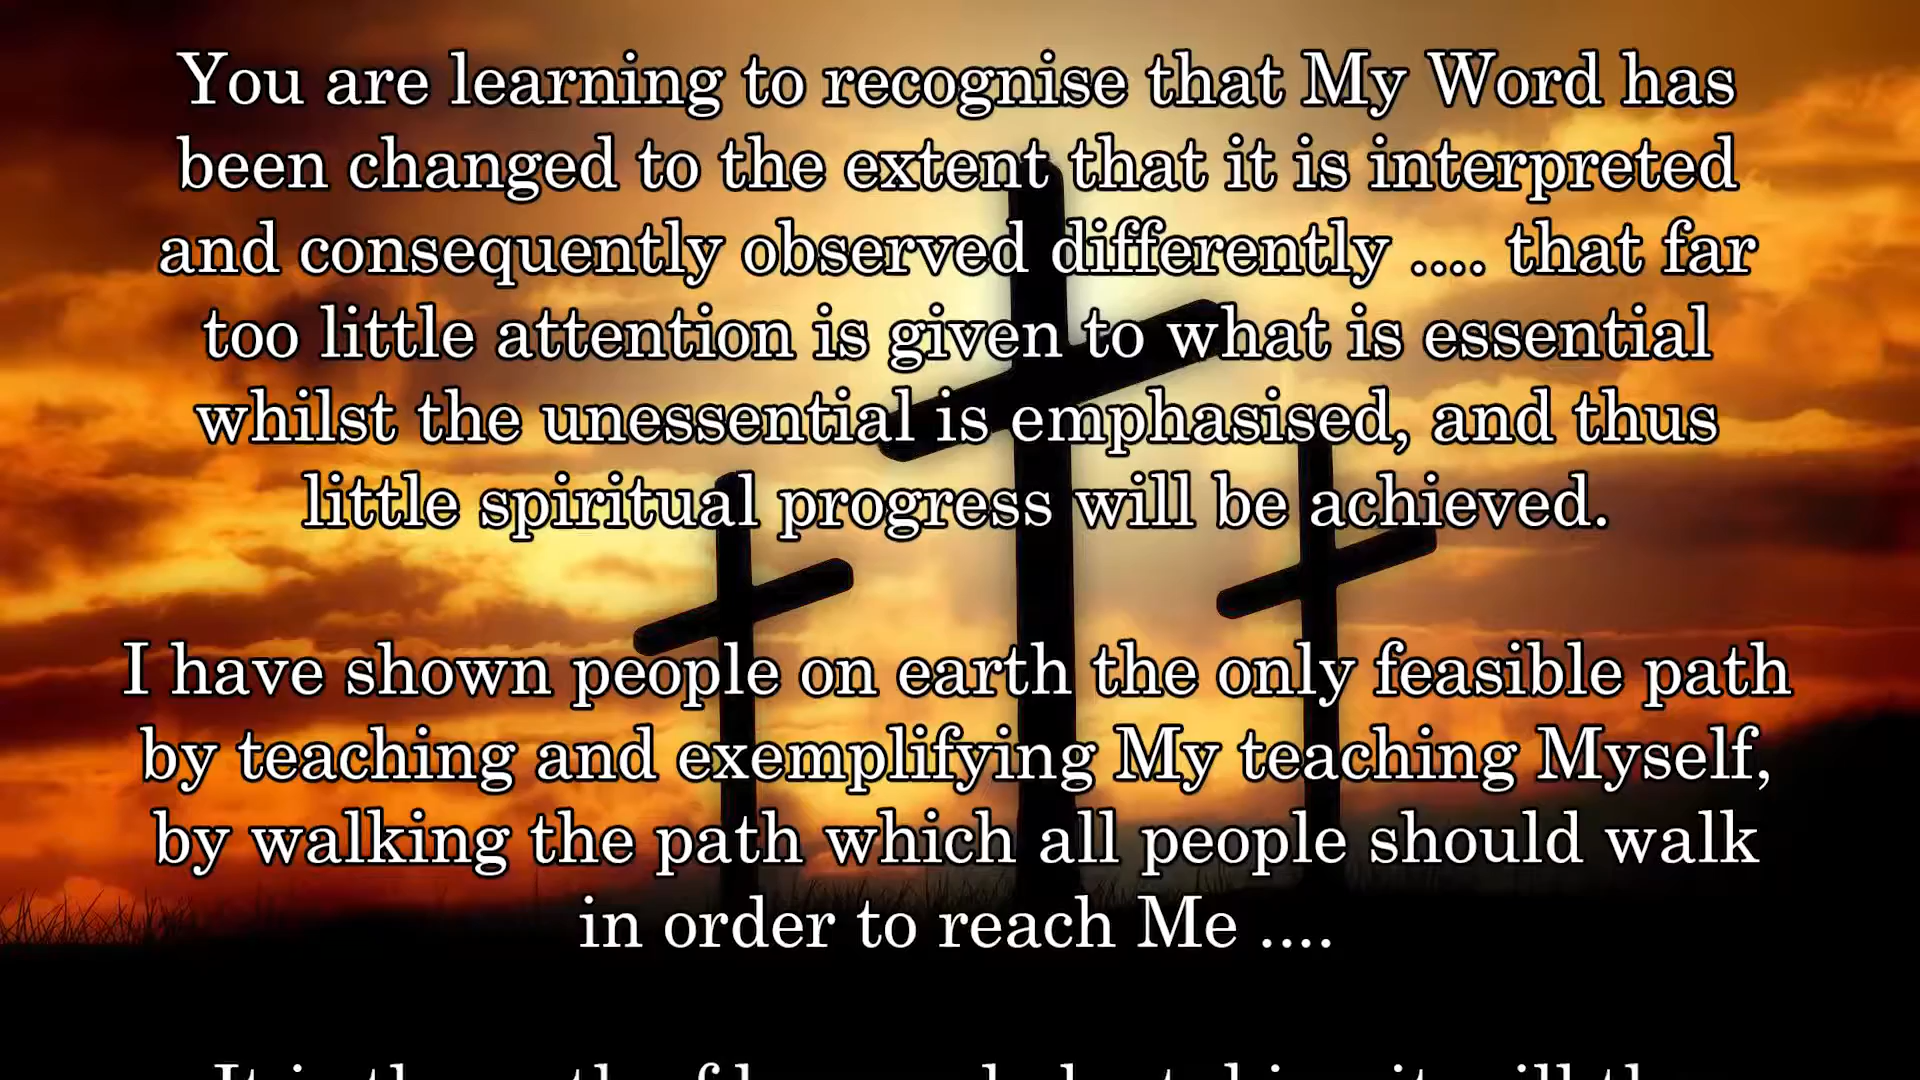 You are learning to recognise that My Word has
been changed to the extent that it is interpreted
and consequently observed differently .... that far
too little attention is given to what is essential
whilst the unessential is emphasised, and thus
little spiritual progress will be achieved.
I have shown people on earth the only feasible path
by teaching and exemplifying My teaching Myself,
by walking the path which all people should walk
in order to reach Me ....